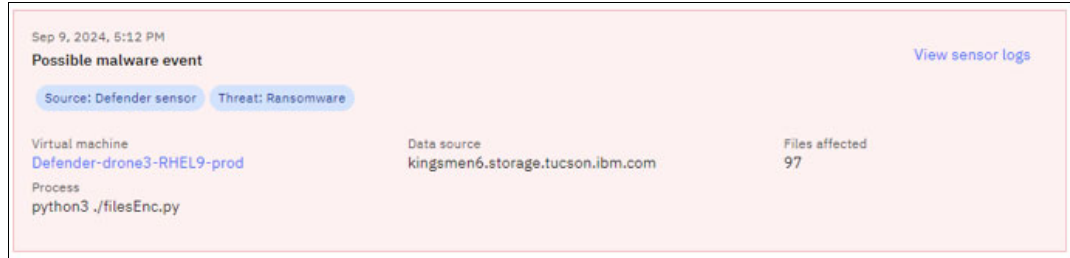 Sep 9, 2024, 5:12 PM
Possible malware event
View sensor logs
Source: Defender sensor Threat: Ransomware
Virtual machine Data source Files affected
Defender-drone3-RHEL9-prod kingsmen6.storage.tucson.ibm.com 97
Process
python3 ./filesEnc.py